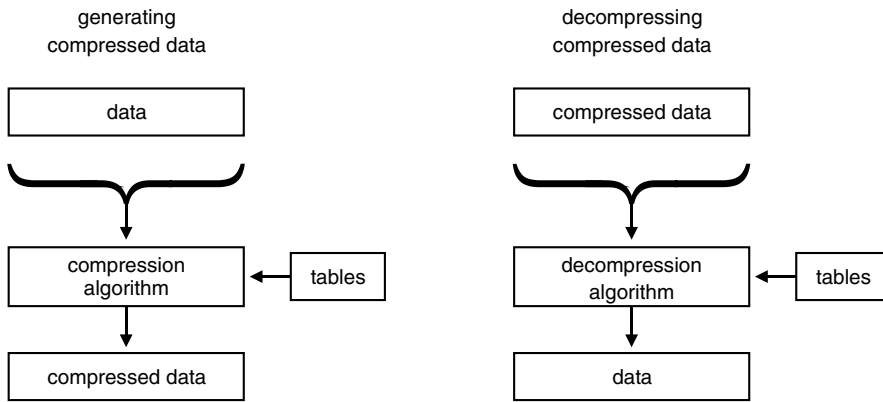 generating
compressed data
data
compression
algorithm
tables
compressed data
decompressing
compressed data
compressed data
decompression
algorithm
tables
data